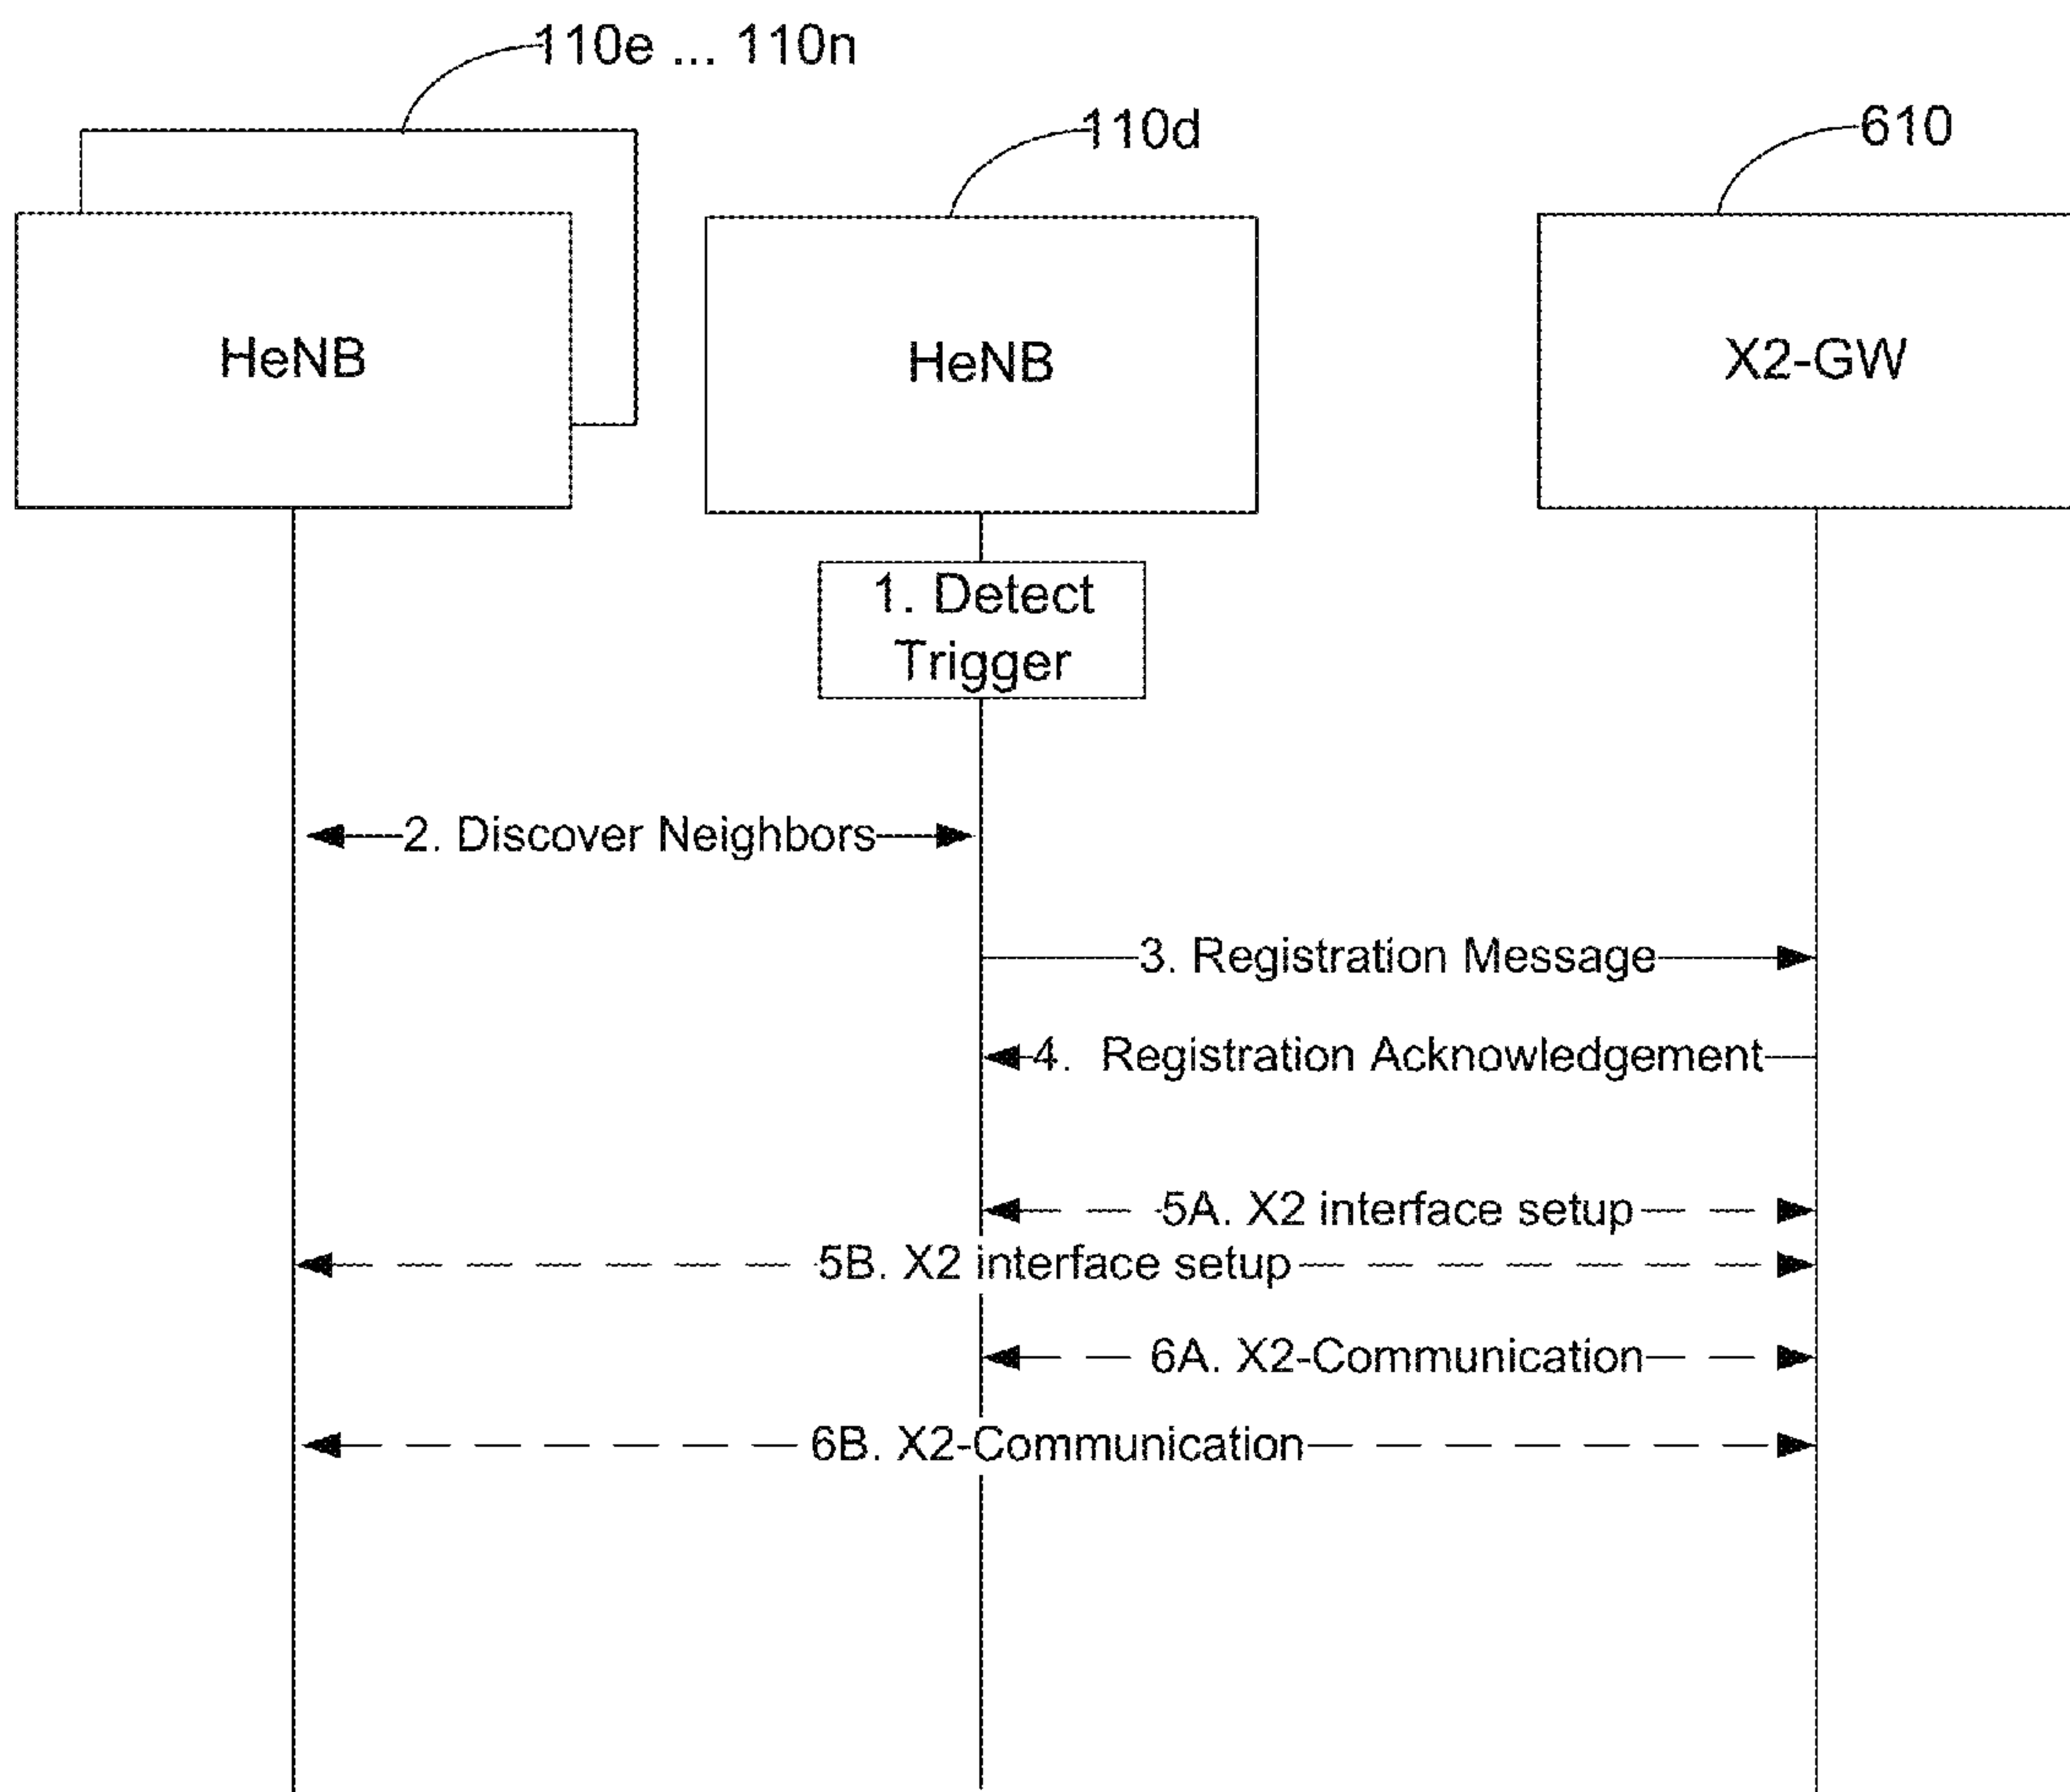 110e ... 110n
110d
610
HeNB
HeNB
X2-GW
1. Detect
Trigger
2. Discover Neighbors
3. Registration Message
4. Registration Acknowledgement
5A. X2 interface setup
5B. X2 interface setup
6A. X2-Communication
6B. X2-Communication